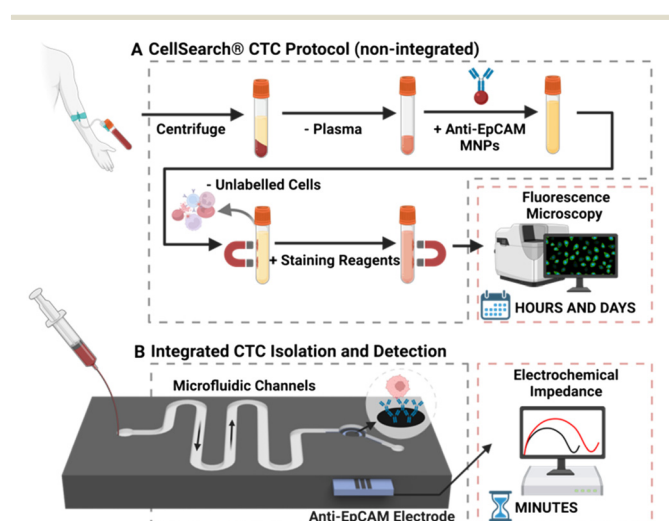 A CellSearch® CTC Protocol (non-integrated)
Centrifuge
- Plasma
+ Anti-EpCAM
MNPs
- Unlabelled Cells
+ Staining Reagents
Fluorescence
Microscopy
HOURS AND DAYS
B Integrated CTC Isolation and Detection
Microfluidic Channels
Anti-EpCAM Electrode
Electrochemical
Impedance
MINUTES